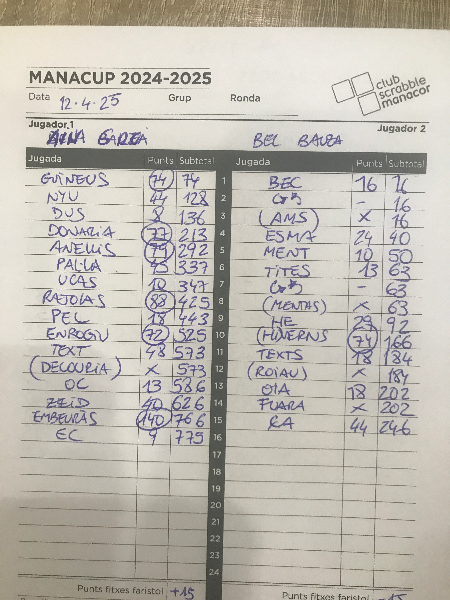 MANACUP 2024-2025
club scrabble manacor
Data 12.4.25 Grup Ronda
Jugador 1 Jugador 2
BEL BAUZA
Jugada Punts Subtotal Jugada Punts Subtotal
GUINEUS 74 74 1 BEC 16 16
NYU 44 128 2 - 16
DUS 8 136 3 (AMS) x 16
DONARIA 77 213 4 ESMA 24 40
ANELLIS 79 292 5 MENT 10 50
PAL·LA 45 337 6 TITES 13 63
UCAS 10 347 7 - 63
RAJOLAS 88 425 8 (MENTAS) x 63
PEL 18 443 9 HE 29 92
ENROGIU 72 525 10 (HIVERNS) 74 166
TEXT 48 573 11 TEXTS 18 184
(DECOURIA) x 573 12 (ROIAU) x 184
OC 13 586 13 OIA 18 202
ZEID 40 626 14 FUARA x 202
EMBEURÀS 140 766 15 RA 44 246
EC 9 775 16
17
18
19
20
21
22
23
24
Punts fitxes faristol +15 Punts fitxes faristol -15